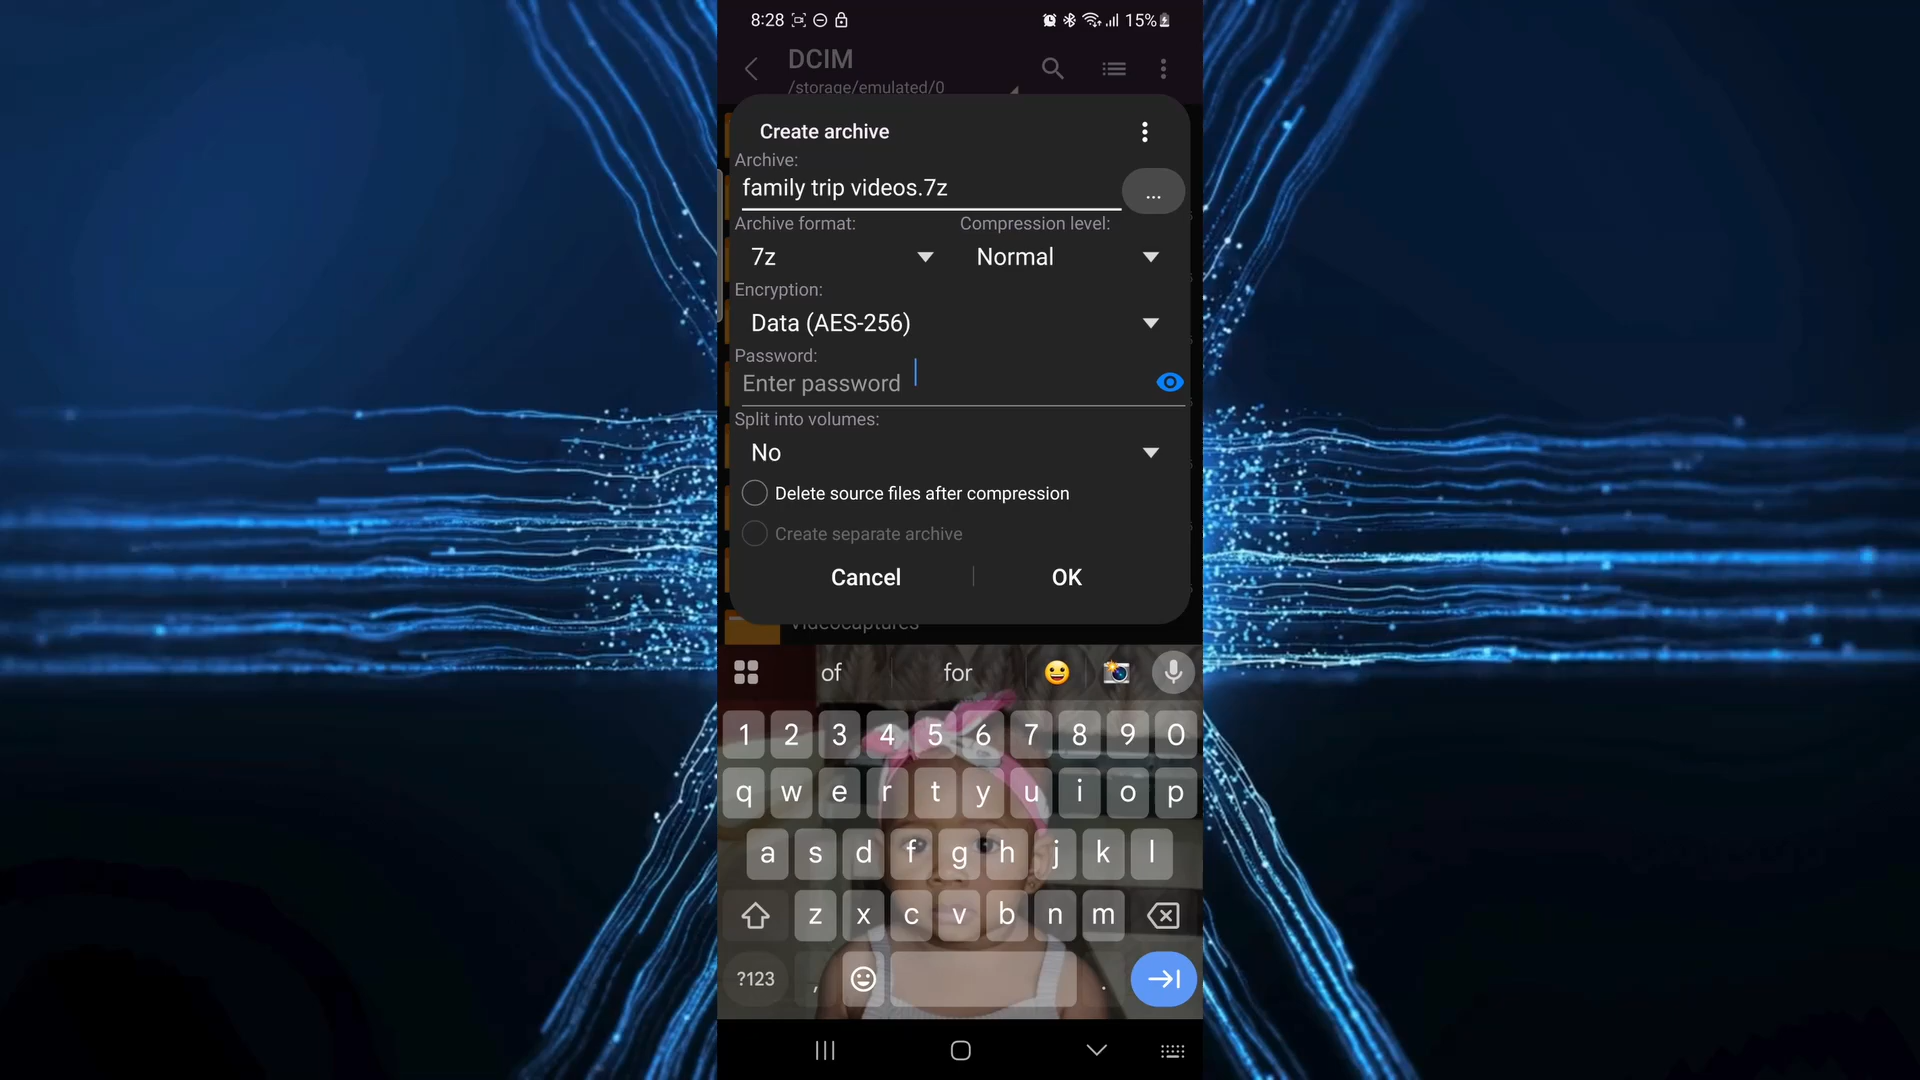 8:28
15%
DCIM
/storage/emulated/0
Create archive
Archive:
family trip videos.7z
...
Archive format:
Compression level:
7z
Normal
Encryption:
Data (AES-256)
Password:
Enter password
Split into volumes:
No
Delete source files after compression
Create separate archive
Cancel
OK
Videocaptures
of
for
1 2 3 4 5 6 7 8 9 0
q w e r t y u i o p
a s d f g h j k l
z x c v b n m
?123 , .